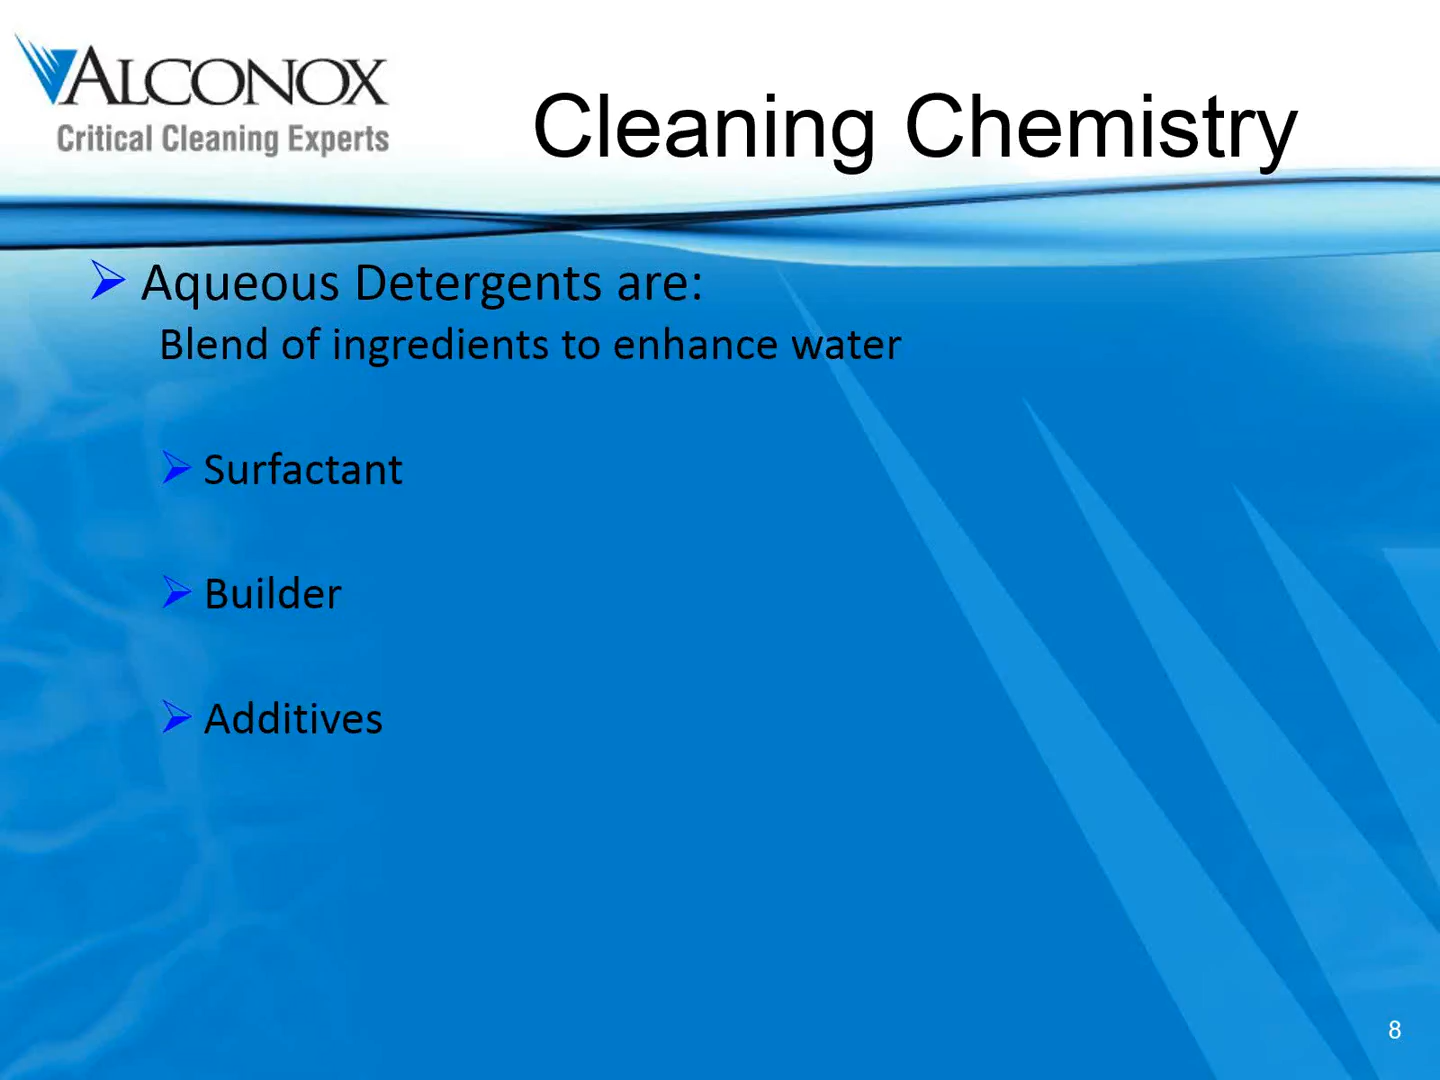 ALCONOX
Critical Cleaning Experts
Cleaning Chemistry
Aqueous Detergents are:
Blend of ingredients to enhance water
Surfactant
Builder
Additives
8